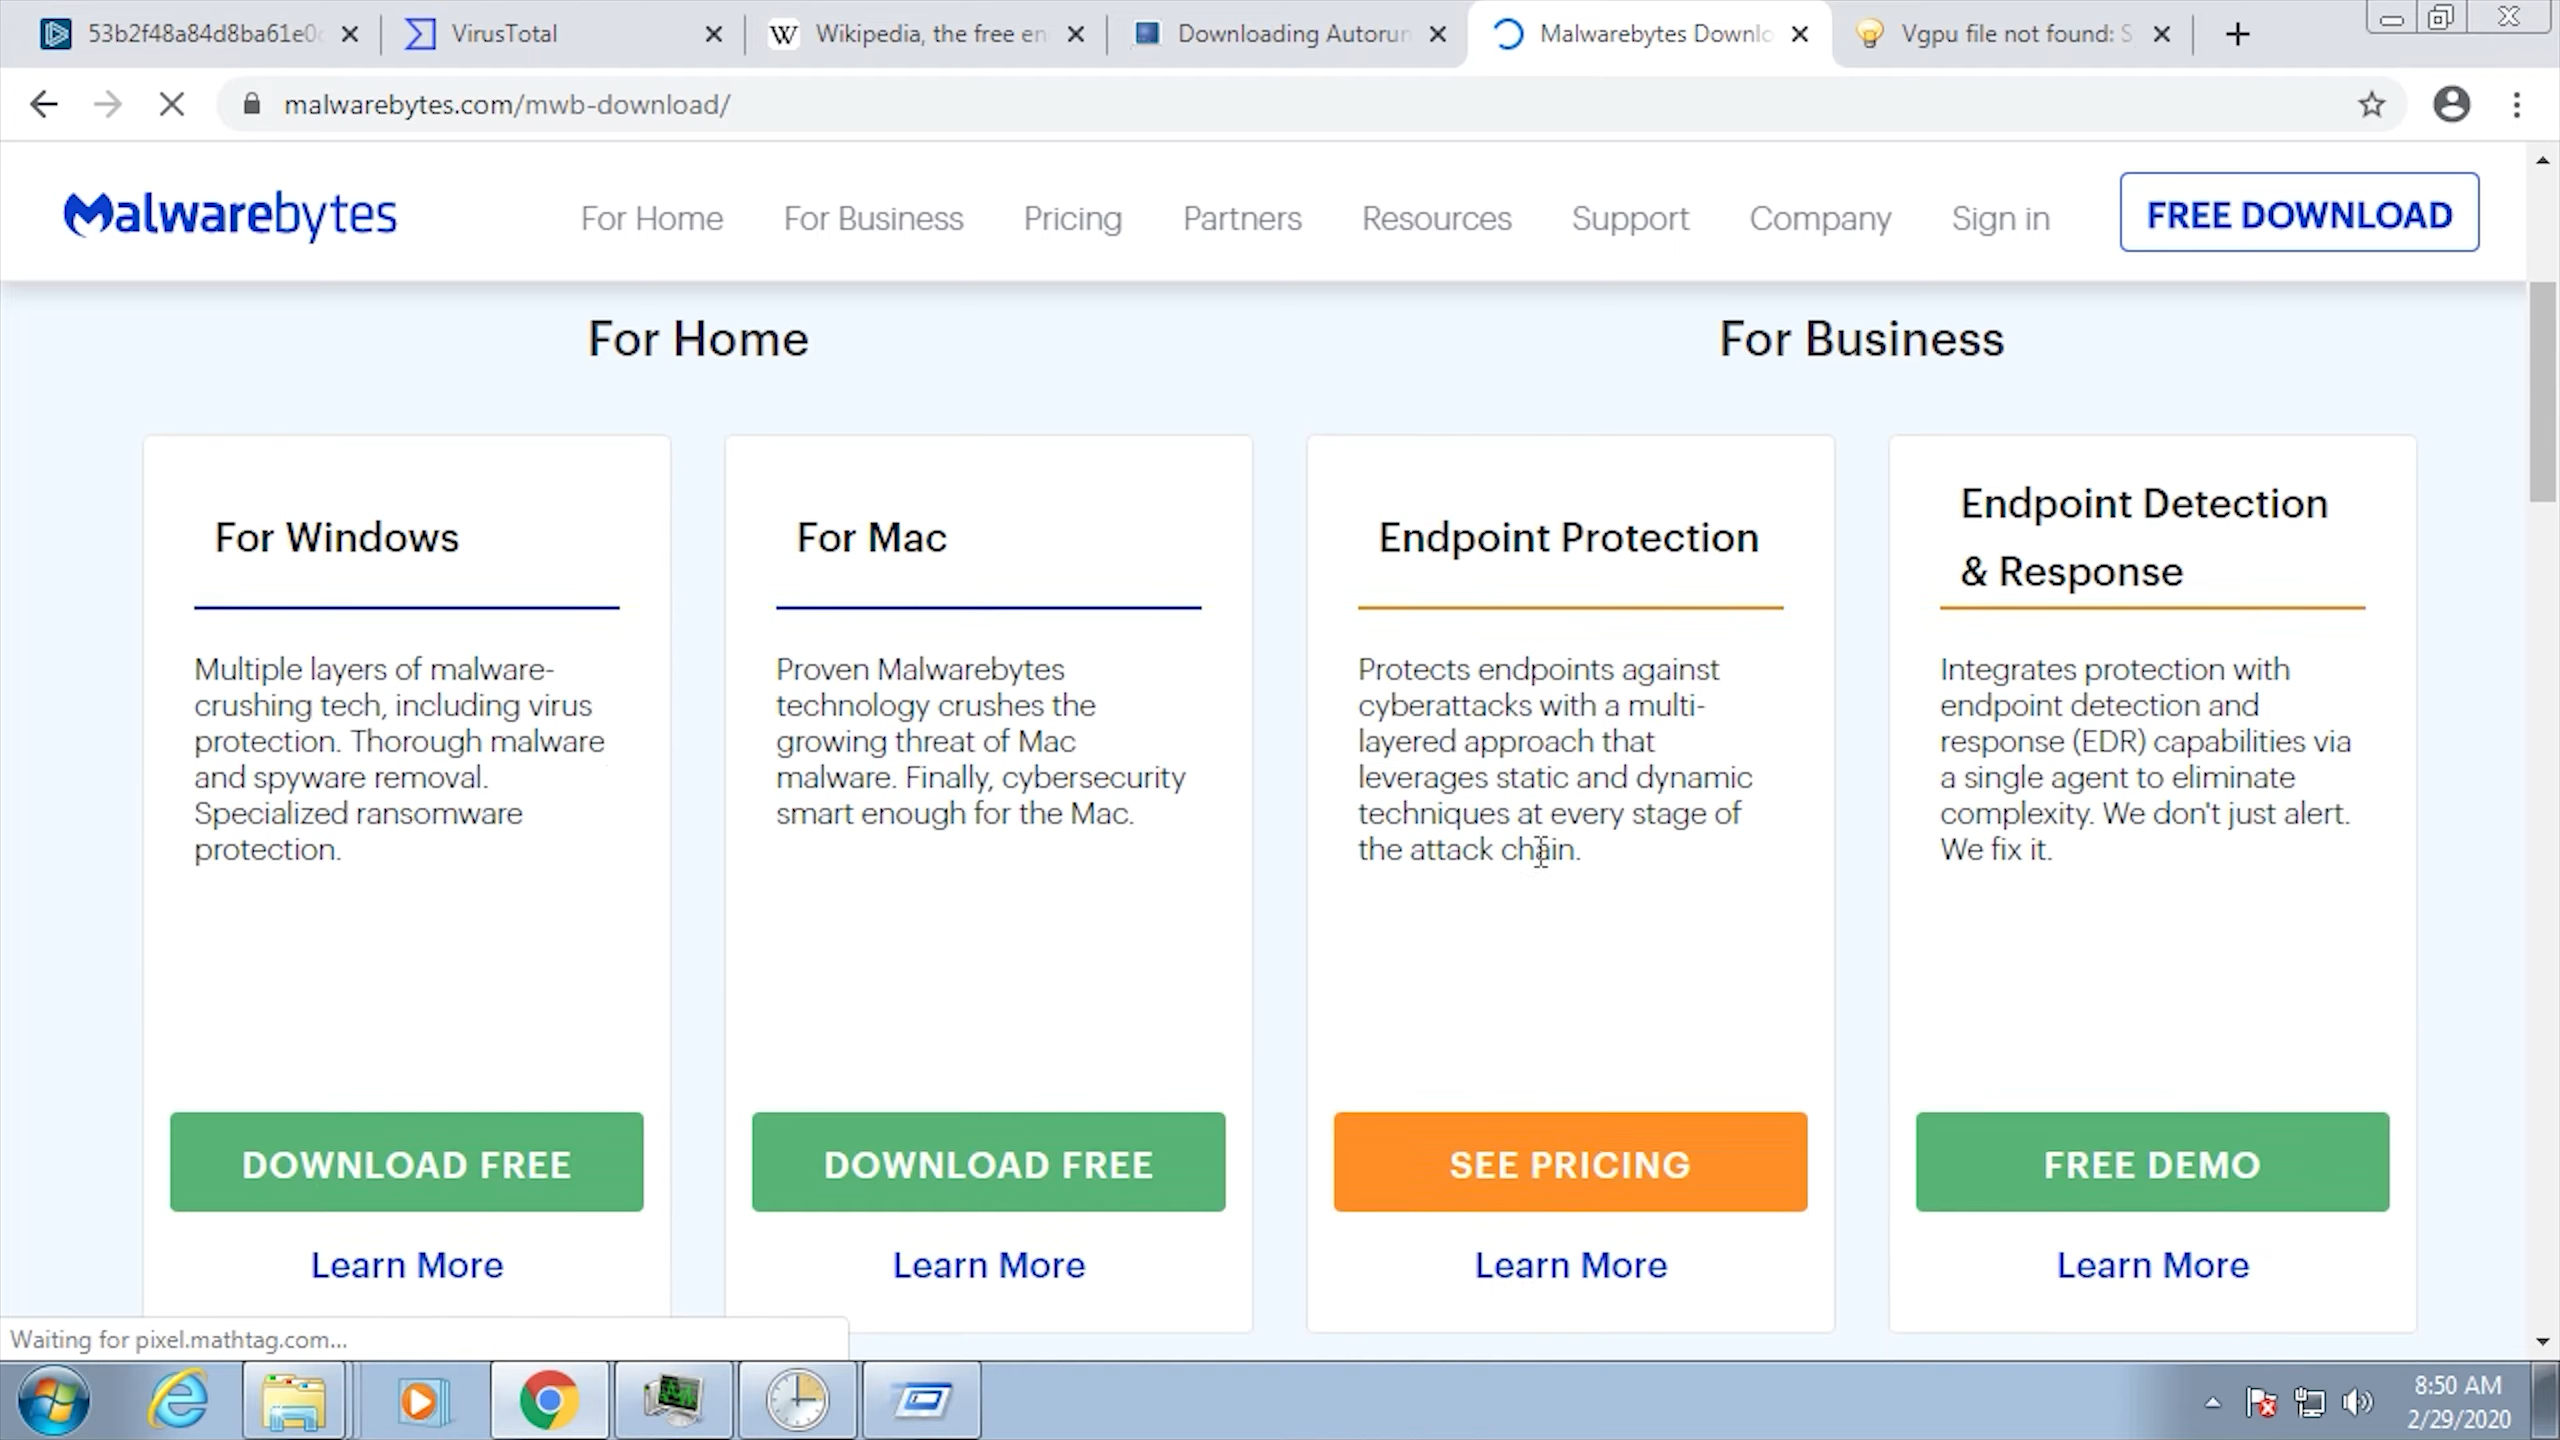 53b2f48a84d8ba61e0
VirusTotal
Wikipedia, the free en
Downloading Autorun
Malwarebytes Downlo
Vgpu file not found: S
malwarebytes.com/mwb-download/
Malwarebytes
For Home
For Business
Pricing
Partners
Resources
Support
Company
Sign in
FREE DOWNLOAD
For Home
For Business
For Windows
Multiple layers of malware-
crushing tech, including virus
protection. Thorough malware
and spyware removal.
Specialized ransomware
protection.
DOWNLOAD FREE
Learn More
For Mac
Proven Malwarebytes
technology crushes the
growing threat of Mac
malware. Finally, cybersecurity
smart enough for the Mac.
DOWNLOAD FREE
Learn More
Endpoint Protection
Protects endpoints against
cyberattacks with a multi-
layered approach that
leverages static and dynamic
techniques at every stage of
the attack chain.
SEE PRICING
Learn More
Endpoint Detection
& Response
Integrates protection with
endpoint detection and
response (EDR) capabilities via
a single agent to eliminate
complexity. We don't just alert.
We fix it.
FREE DEMO
Learn More
Waiting for pixel.mathtag.com...
8:50 AM
2/29/2020